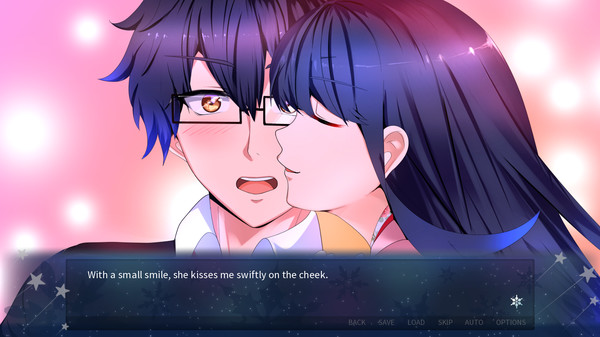 With a small smile, she kisses me swiftly on the cheek.
BACK SAVE LOAD SKIP AUTO OPTIONS